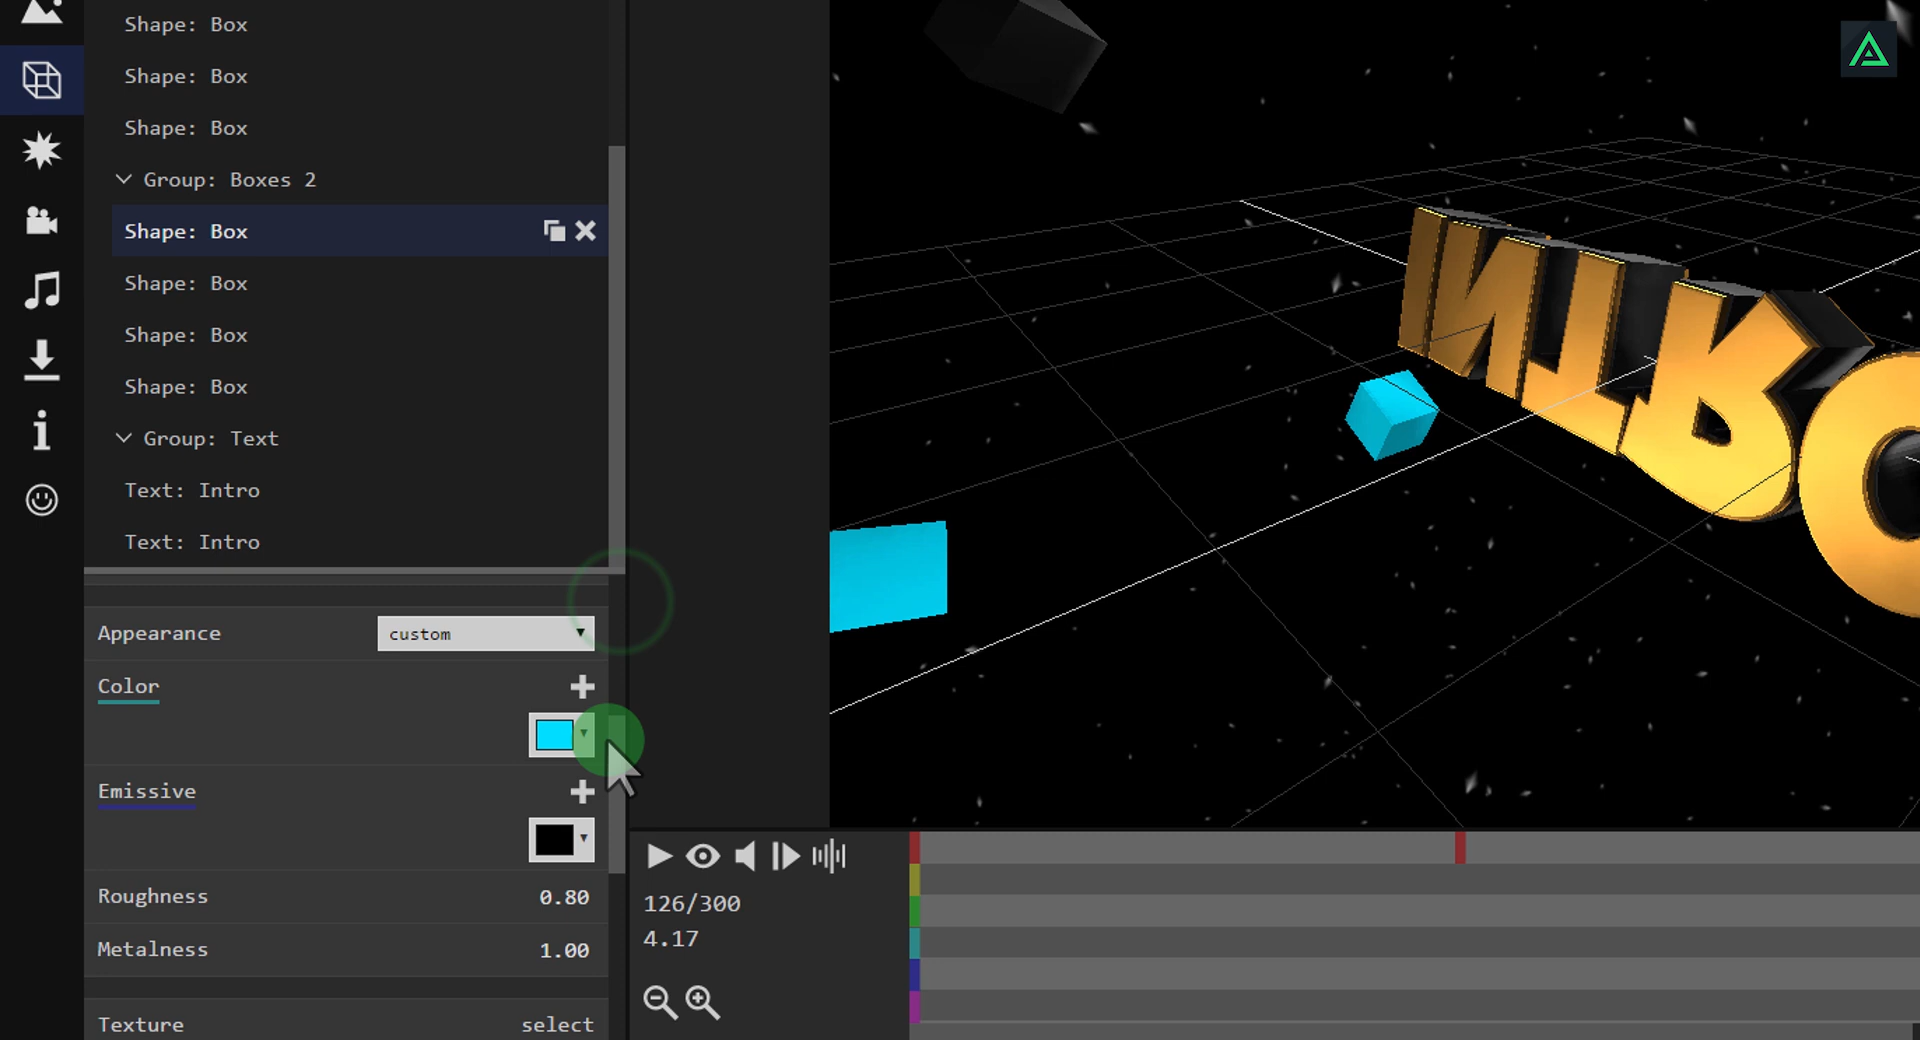 Shape: Box
Shape: Box
Shape: Box
Group: Boxes 2
Shape: Box
Shape: Box
Shape: Box
Shape: Box
Group: Text
Text: Intro
Text: Intro
Appearance custom
Color
Emissive
Roughness 0.80
Metalness 1.00
Texture select
INTRO
126/300
4.17